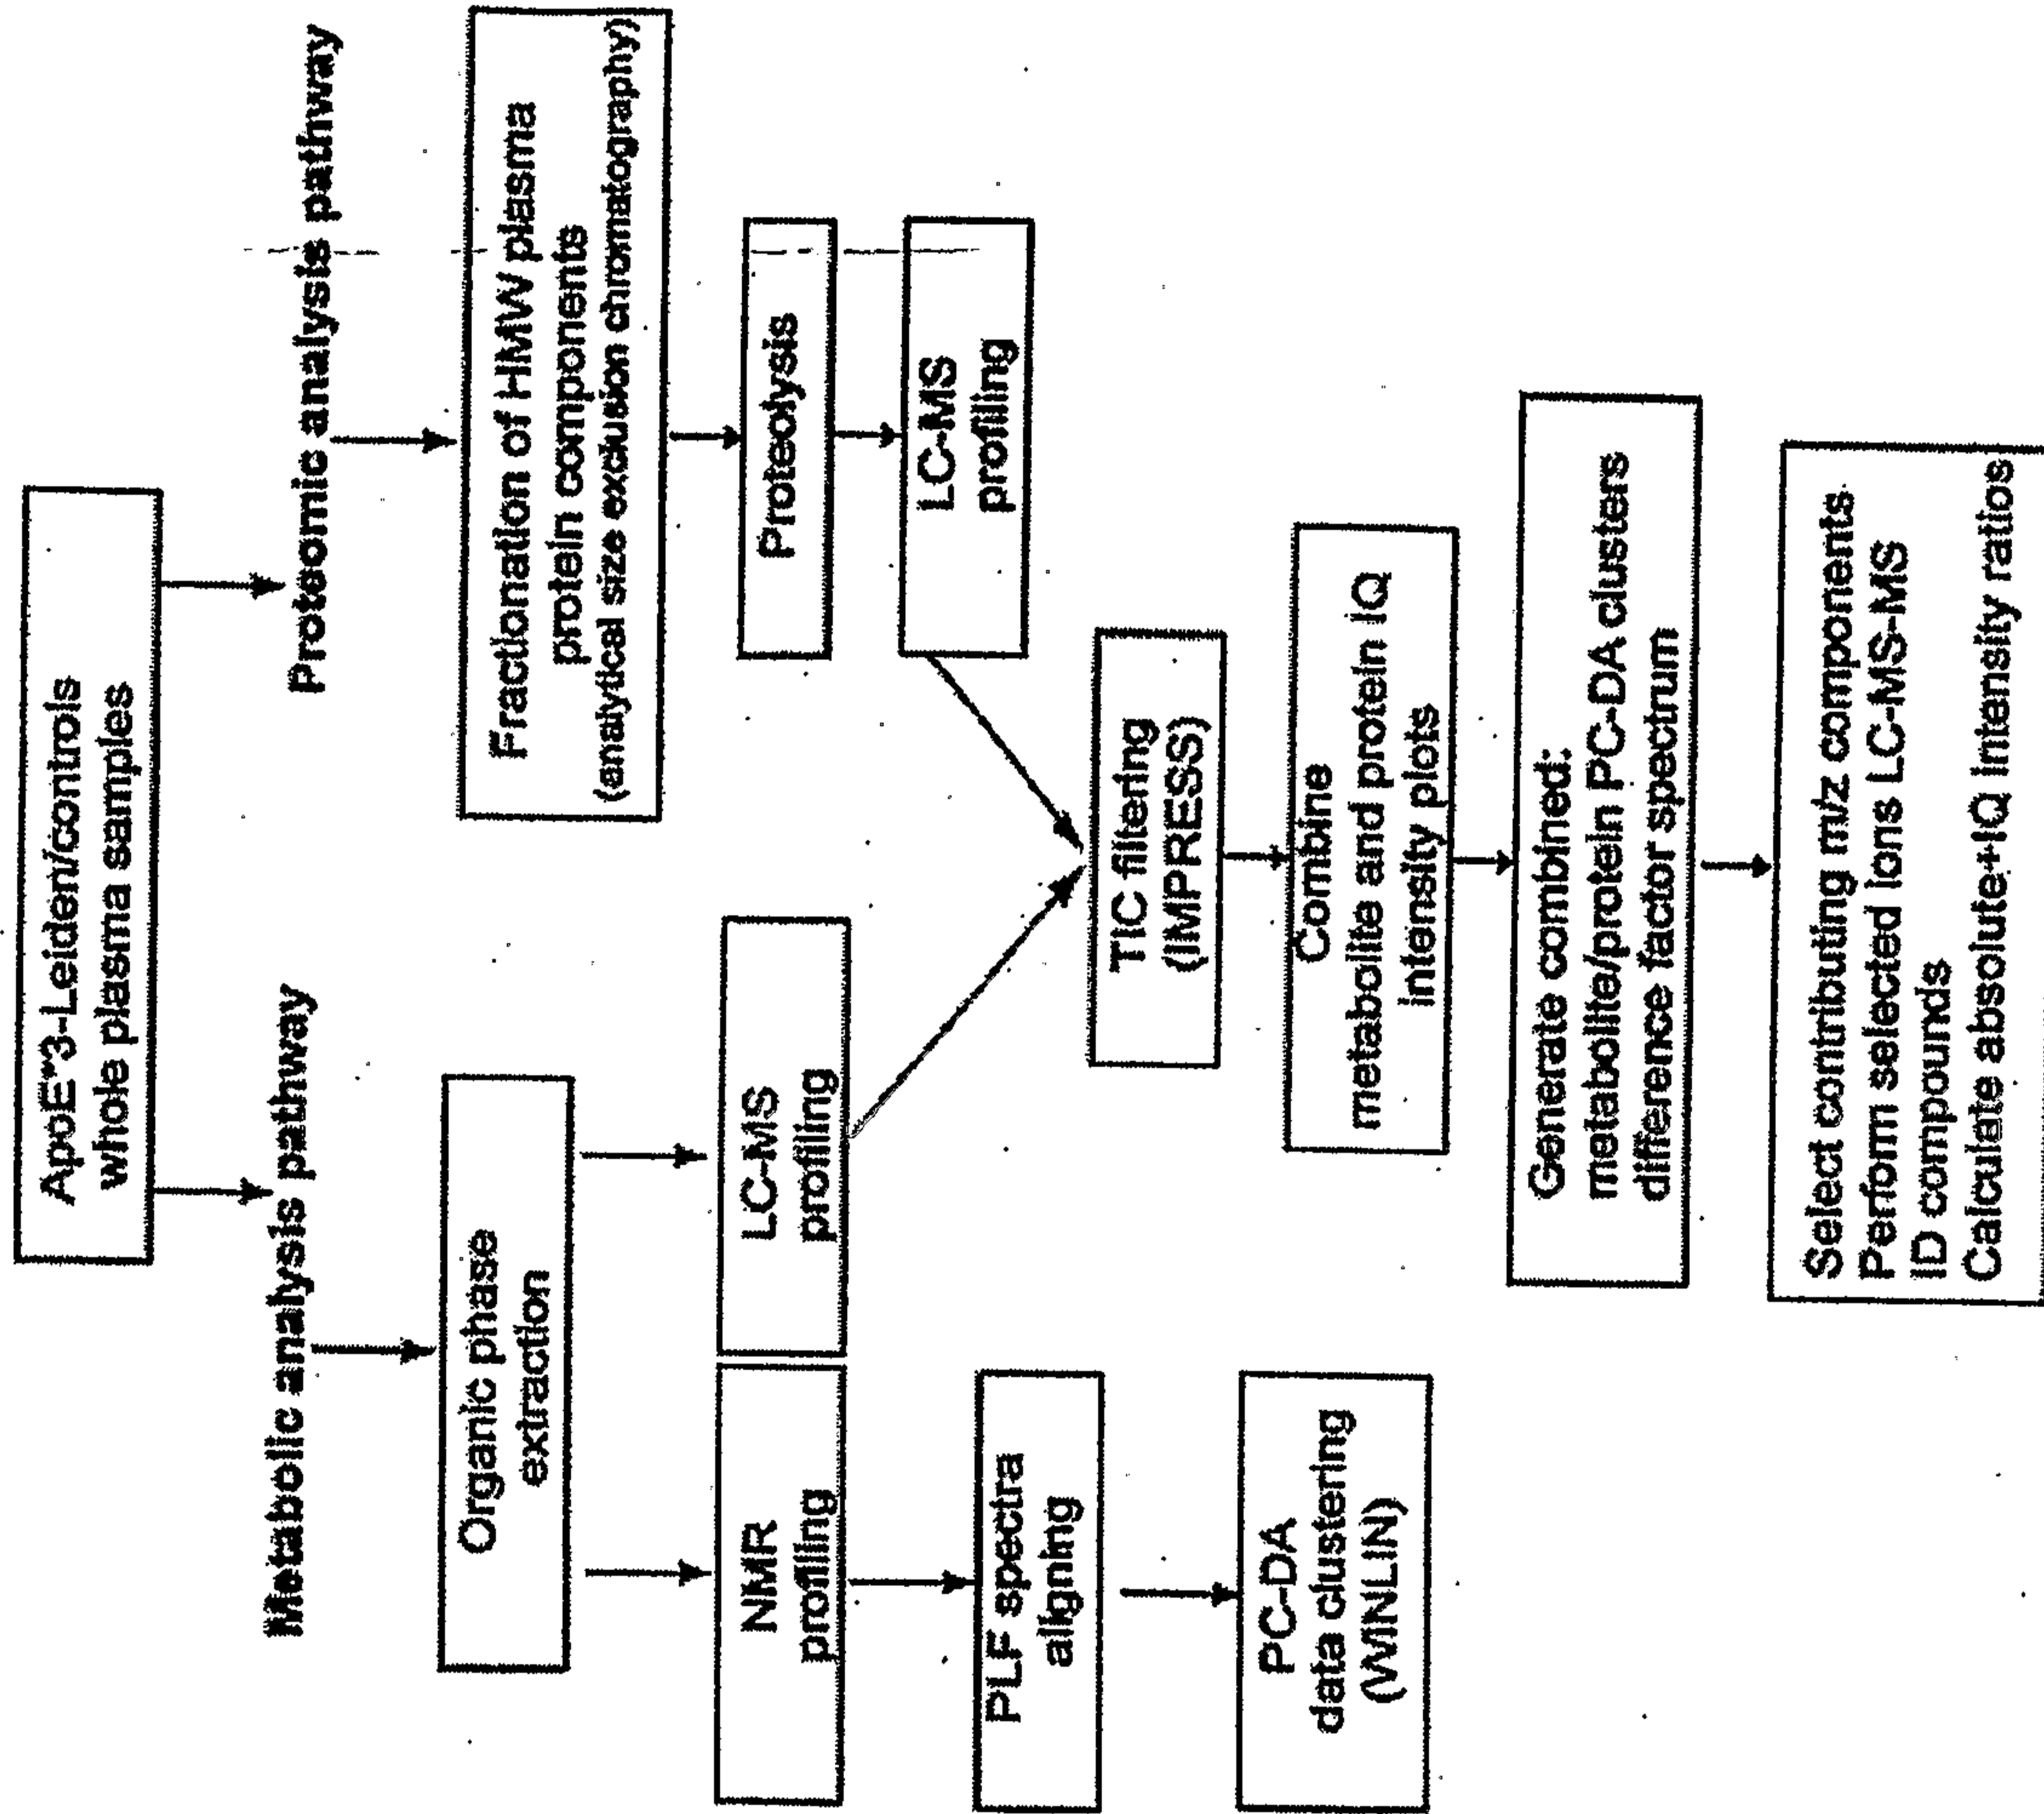 ApoE*3-Leiden/controls
whole plasma samples
Metabolic analysis pathway
Proteomic analysis pathway
Organic phase
extraction
Fractionation of HMW plasma
protein components
(analytical size exclusion chromatography)
NMR
profiling
LC-MS
profiling
Proteolysis
LC-MS
profiling
PLF spectra
aligning
TIC filtering
(IMPRESS)
PC-DA
data clustering
(WINLIN)
Combine
metabolite and protein IQ
intensity plots
Generate combined:
metabolite/protein PC-DA clusters
difference factor spectrum
Select contributing m/z components
Perform selected ions LC-MS-MS
ID compounds
Calculate absolute+IQ intensity ratios